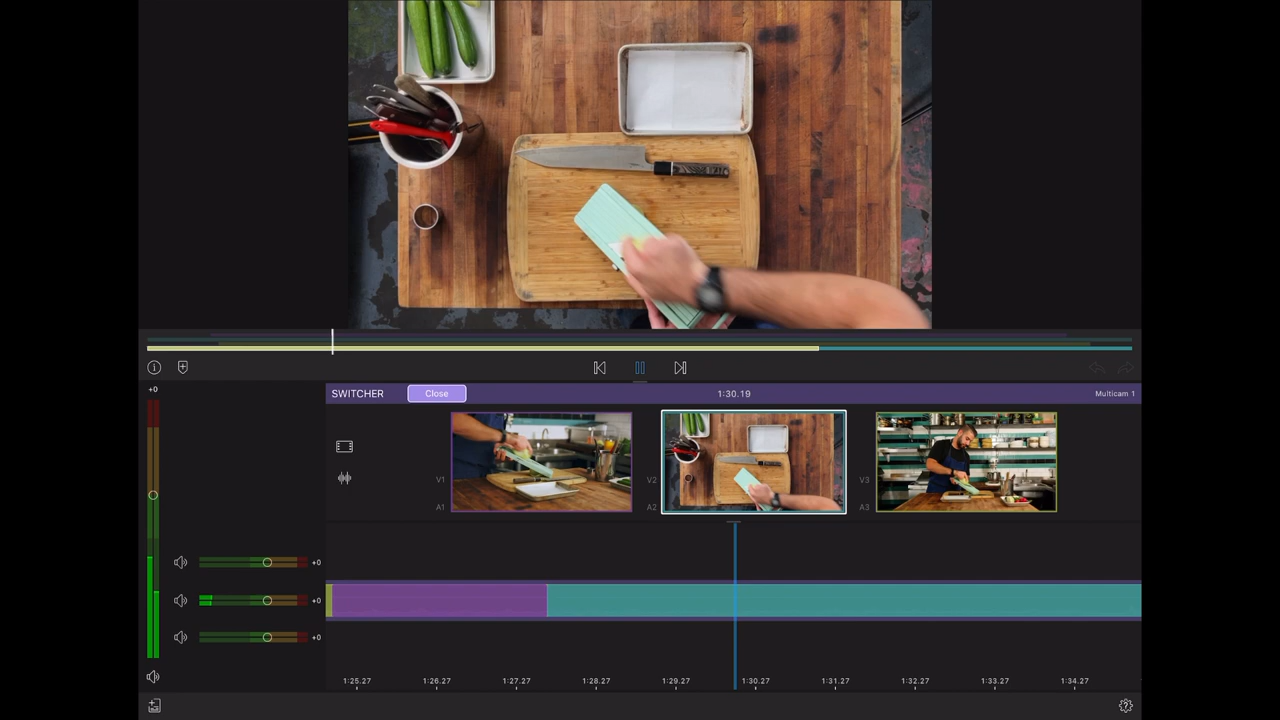 +0
SWITCHER
Close
1:30.19
Multicam 1
V1
A1
V2
A2
V3
A3
+0
+0
+0
1:25.27
1:26.27
1:27.27
1:28.27
1:29.27
1:30.27
1:31.27
1:32.27
1:33.27
1:34.27